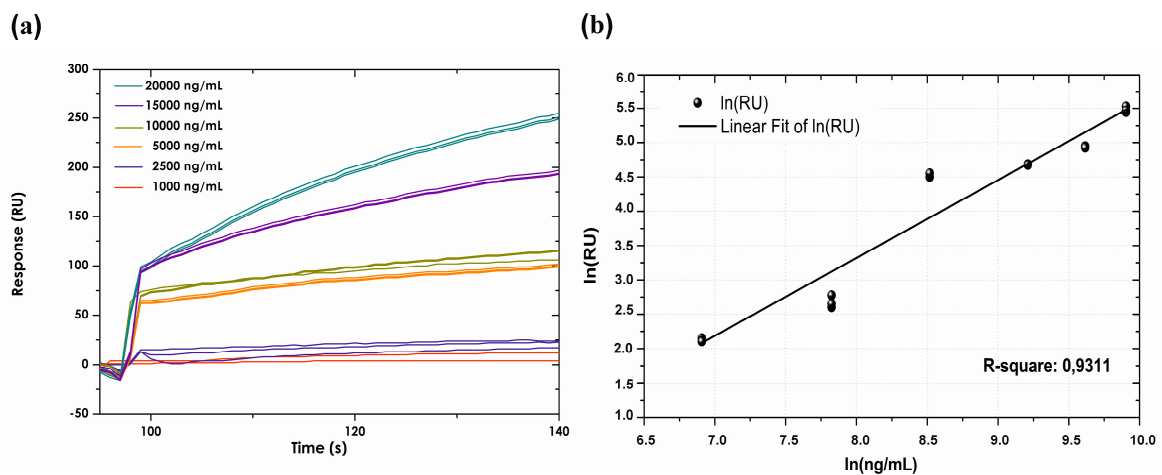 (a)
300
250
200
150
100
50
0
-50
Response (RU)
20000 ng/mL
15000 ng/mL
10000 ng/mL
5000 ng/mL
2500 ng/mL
1000 ng/mL
100
120
140
Time (s)
(b)
6.0
5.5
5.0
4.5
4.0
3.5
3.0
2.5
2.0
1.5
1.0
ln(RU)
ln(RU)
Linear Fit of ln(RU)
R-square: 0,9311
6.5
7.0
7.5
8.0
8.5
9.0
9.5
10.0
ln(ng/mL)